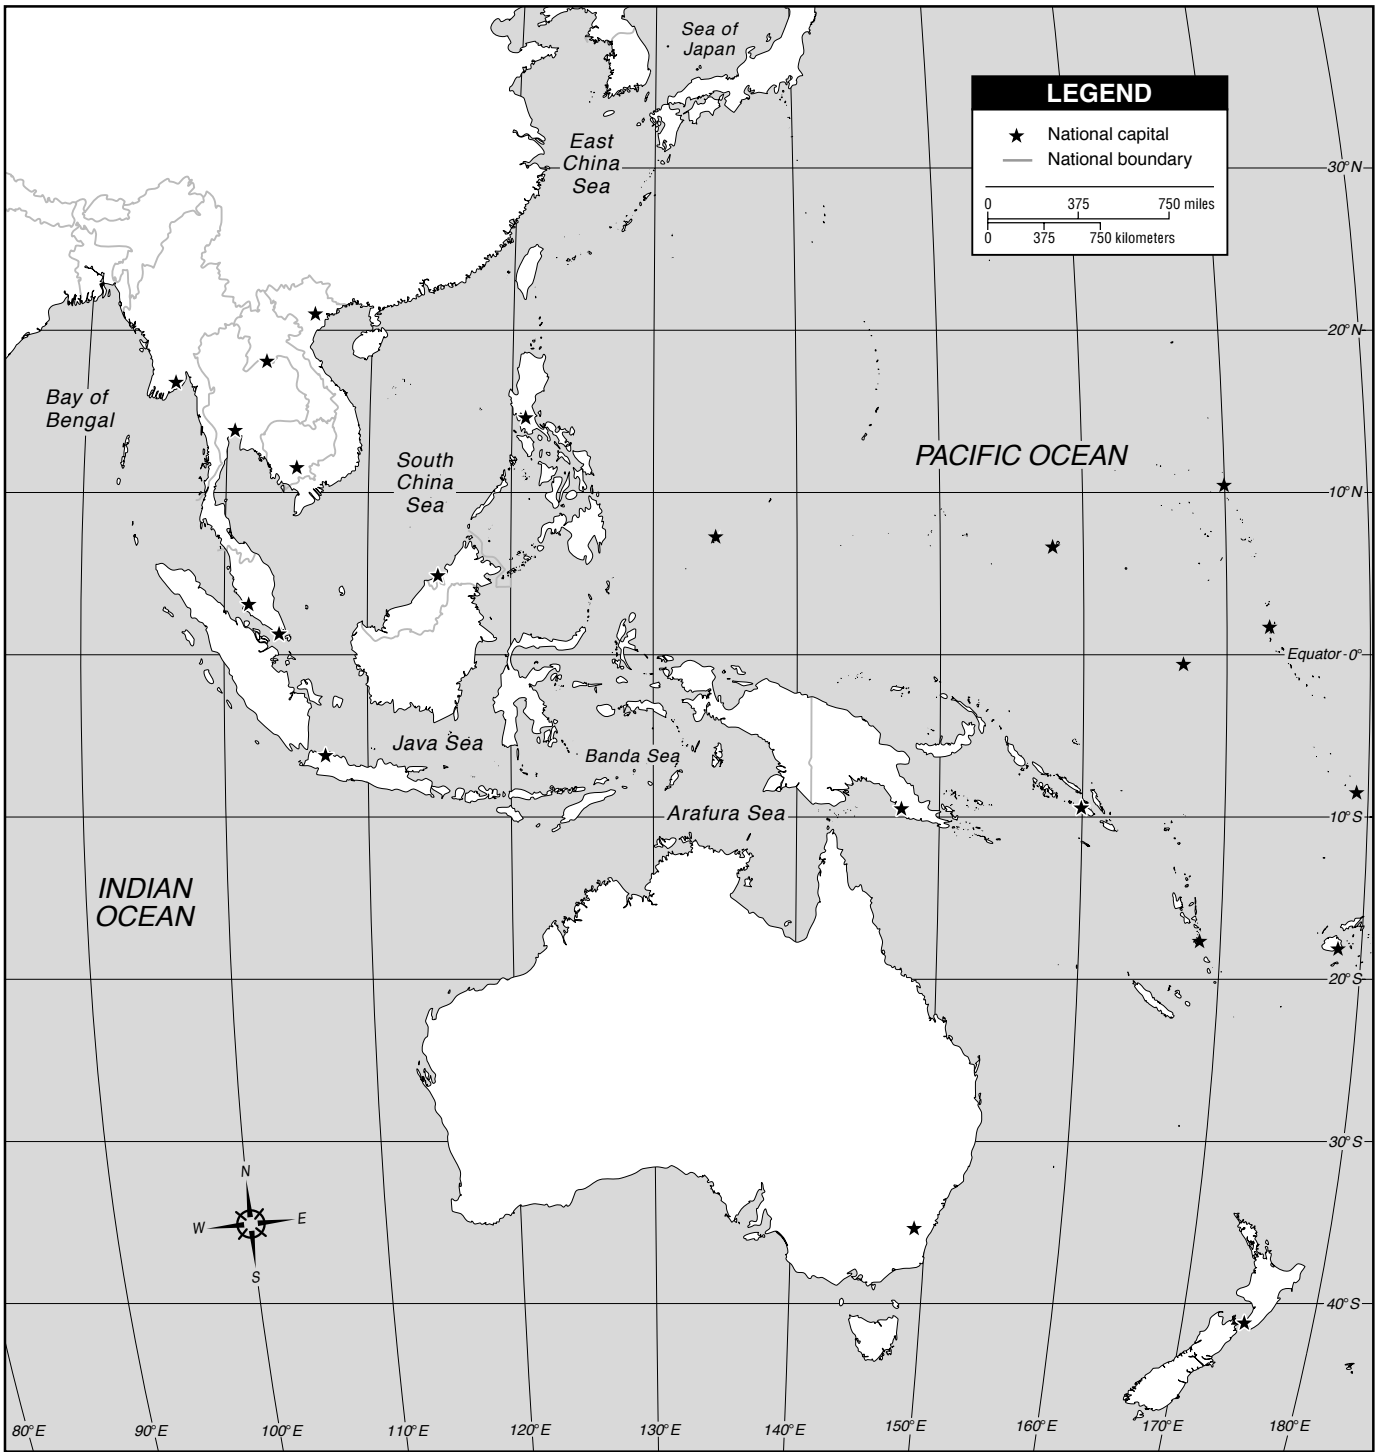 Sea of
Japan
LEGEND
National capital
National boundary
0 375 750 miles
0 375 750 kilometers
East
China
Sea
30°N
20°N
Bay of
Bengal
PACIFIC OCEAN
South
China
Sea
10°N
Equator 0°
Java Sea
Banda Sea
Arafura Sea
10°S
INDIAN
OCEAN
20°S
30°S
N
W E
S
40°S
80°E 90°E 100°E 110°E 120°E 130°E 140°E 150°E 160°E 170°E 180°E